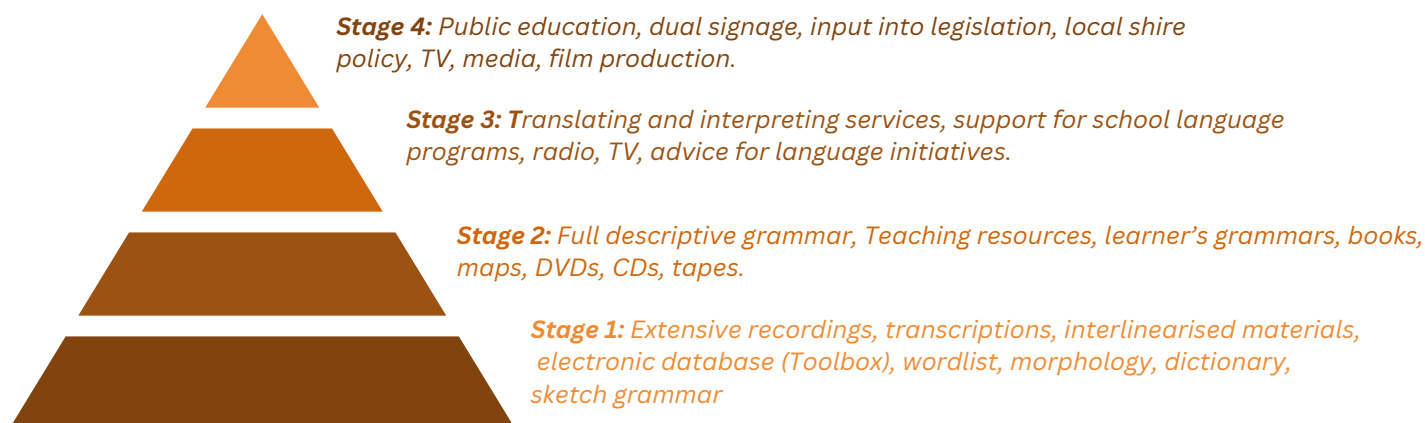 Stage 4: Public education, dual signage, input into legislation, local shire
policy, TV, media, film production.
Stage 3: Translating and interpreting services, support for school language
programs, radio, TV, advice for language initiatives.
Stage 2: Full descriptive grammar, Teaching resources, learner’s grammars, books,
maps, DVDs, CDs, tapes.
Stage 1: Extensive recordings, transcriptions, interlinearised materials,
electronic database (Toolbox), wordlist, morphology, dictionary,
sketch grammar